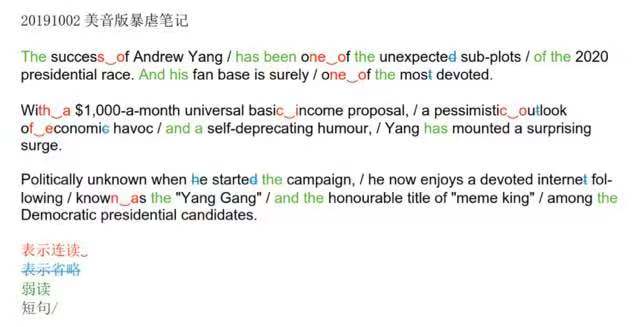 20191002 美音版暴虐笔记
The success‿of Andrew Yang / has been one‿of the unexpected sub-plots / of the 2020
presidential race. And his fan base is surely / one‿of the most devoted.
With‿a $1,000-a-month universal basic‿income proposal, / a pessimistic‿outlook
of‿economic havoc / and a self-deprecating humour, / Yang has mounted a surprising
surge.
Politically unknown when he started the campaign, / he now enjoys a devoted internet fol-
lowing / known‿as the "Yang Gang" / and the honourable title of "meme king" / among the
Democratic presidential candidates.
表示连读‿
表示省略
弱读
短句/